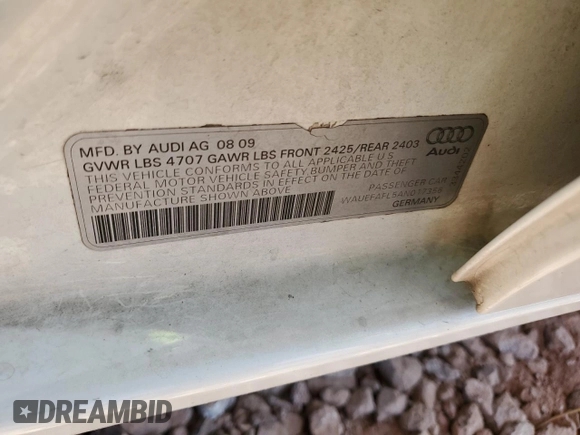 MFD. BY AUDI AG 08 09
GVWR LBS 4707 GAWR LBS FRONT 2425/REAR 2403
THIS VEHICLE CONFORMS TO ALL APPLICABLE U S
FEDERAL MOTOR VEHICLE SAFETY BUMPER AND THEFT
PREVENTION STANDARDS IN EFFECT ON THE DATE OF
MANUFACTURE SHOWN ABOVE
Audi
PASSENGER CAR
GERMANY
DREAMBID